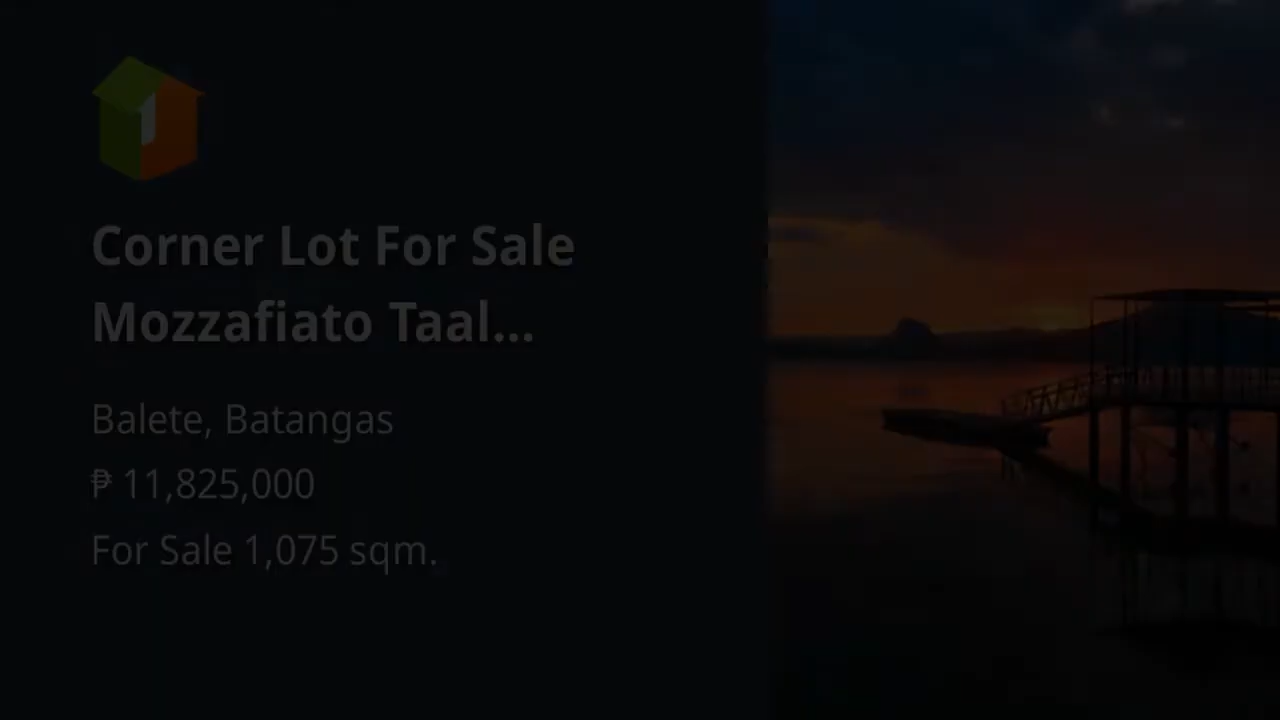 Corner Lot For Sale
Mozzafiato Taal...
Balete, Batangas
₱ 11,825,000
For Sale 1,075 sqm.